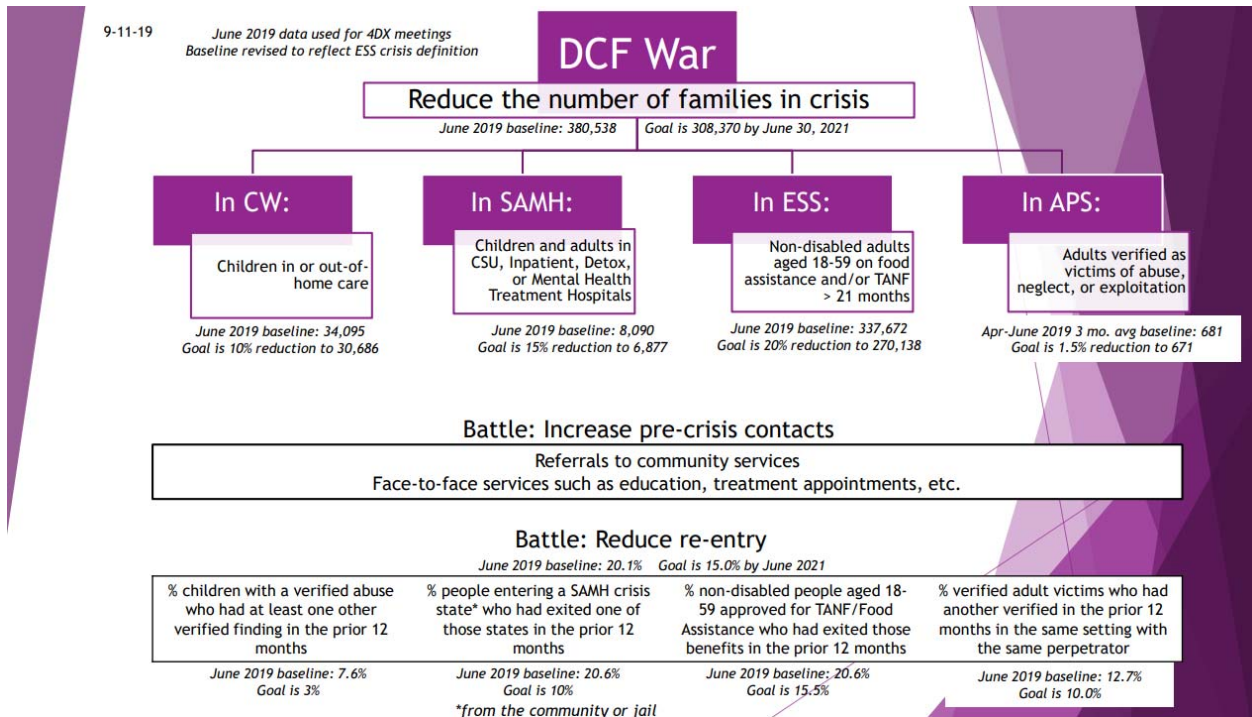 9-11-19
June 2019 data used for 4DX meetings
Baseline revised to reflect ESS crisis definition
DCF War
Reduce the number of families in crisis
June 2019 baseline: 380,538 Goal is 308,370 by June 30, 2021
In CW:
Children in or out-of-
home care
June 2019 baseline: 34,095
Goal is 10% reduction to 30,686
In SAMH:
Children and adults in
CSU, Inpatient, Detox,
or Mental Health
Treatment Hospitals
June 2019 baseline: 8,090
Goal is 15% reduction to 6,877
In ESS:
Non-disabled adults
aged 18-59 on food
assistance and/or TANF
> 21 months
June 2019 baseline: 337,672
Goal is 20% reduction to 270,138
In APS:
Adults verified as
victims of abuse,
neglect, or exploitation
Apr-June 2019 3 mo. avg baseline: 681
Goal is 1.5% reduction to 671
Battle: Increase pre-crisis contacts
Referrals to community services
Face-to-face services such as education, treatment appointments, etc.
Battle: Reduce re-entry
June 2019 baseline: 20.1% Goal is 15.0% by June 2021
% children with a verified abuse
who had at least one other
verified finding in the prior 12
months
June 2019 baseline: 7.6%
Goal is 3%
% people entering a SAMH crisis
state* who had exited one of
those states in the prior 12
months
June 2019 baseline: 20.6%
Goal is 10%
*from the community or jail
% non-disabled people aged 18-
59 approved for TANF/Food
Assistance who had exited those
benefits in the prior 12 months
June 2019 baseline: 20.6%
Goal is 15.5%
% verified adult victims who had
another verified in the prior 12
months in the same setting with
the same perpetrator
June 2019 baseline: 12.7%
Goal is 10.0%